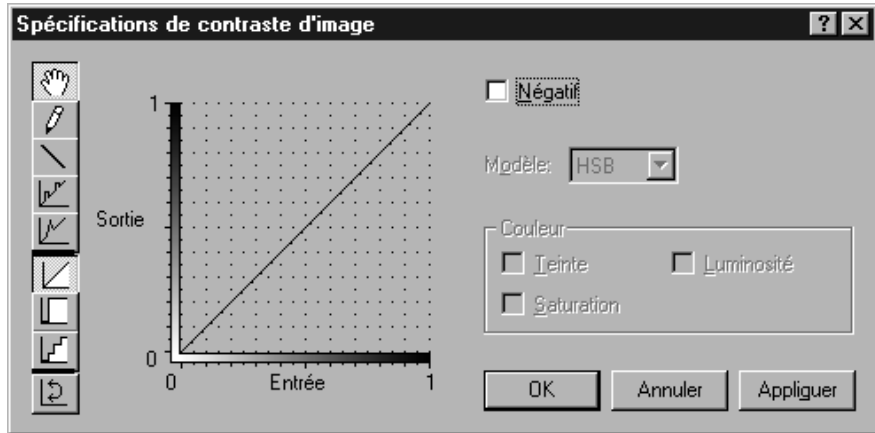 Spécifications de contraste d'image
Négatif
1
Modèle: HSB
Sortie
Couleur
Teinte Luminosité
Saturation
0
0 Entrée 1
OK Annuler Appliguer